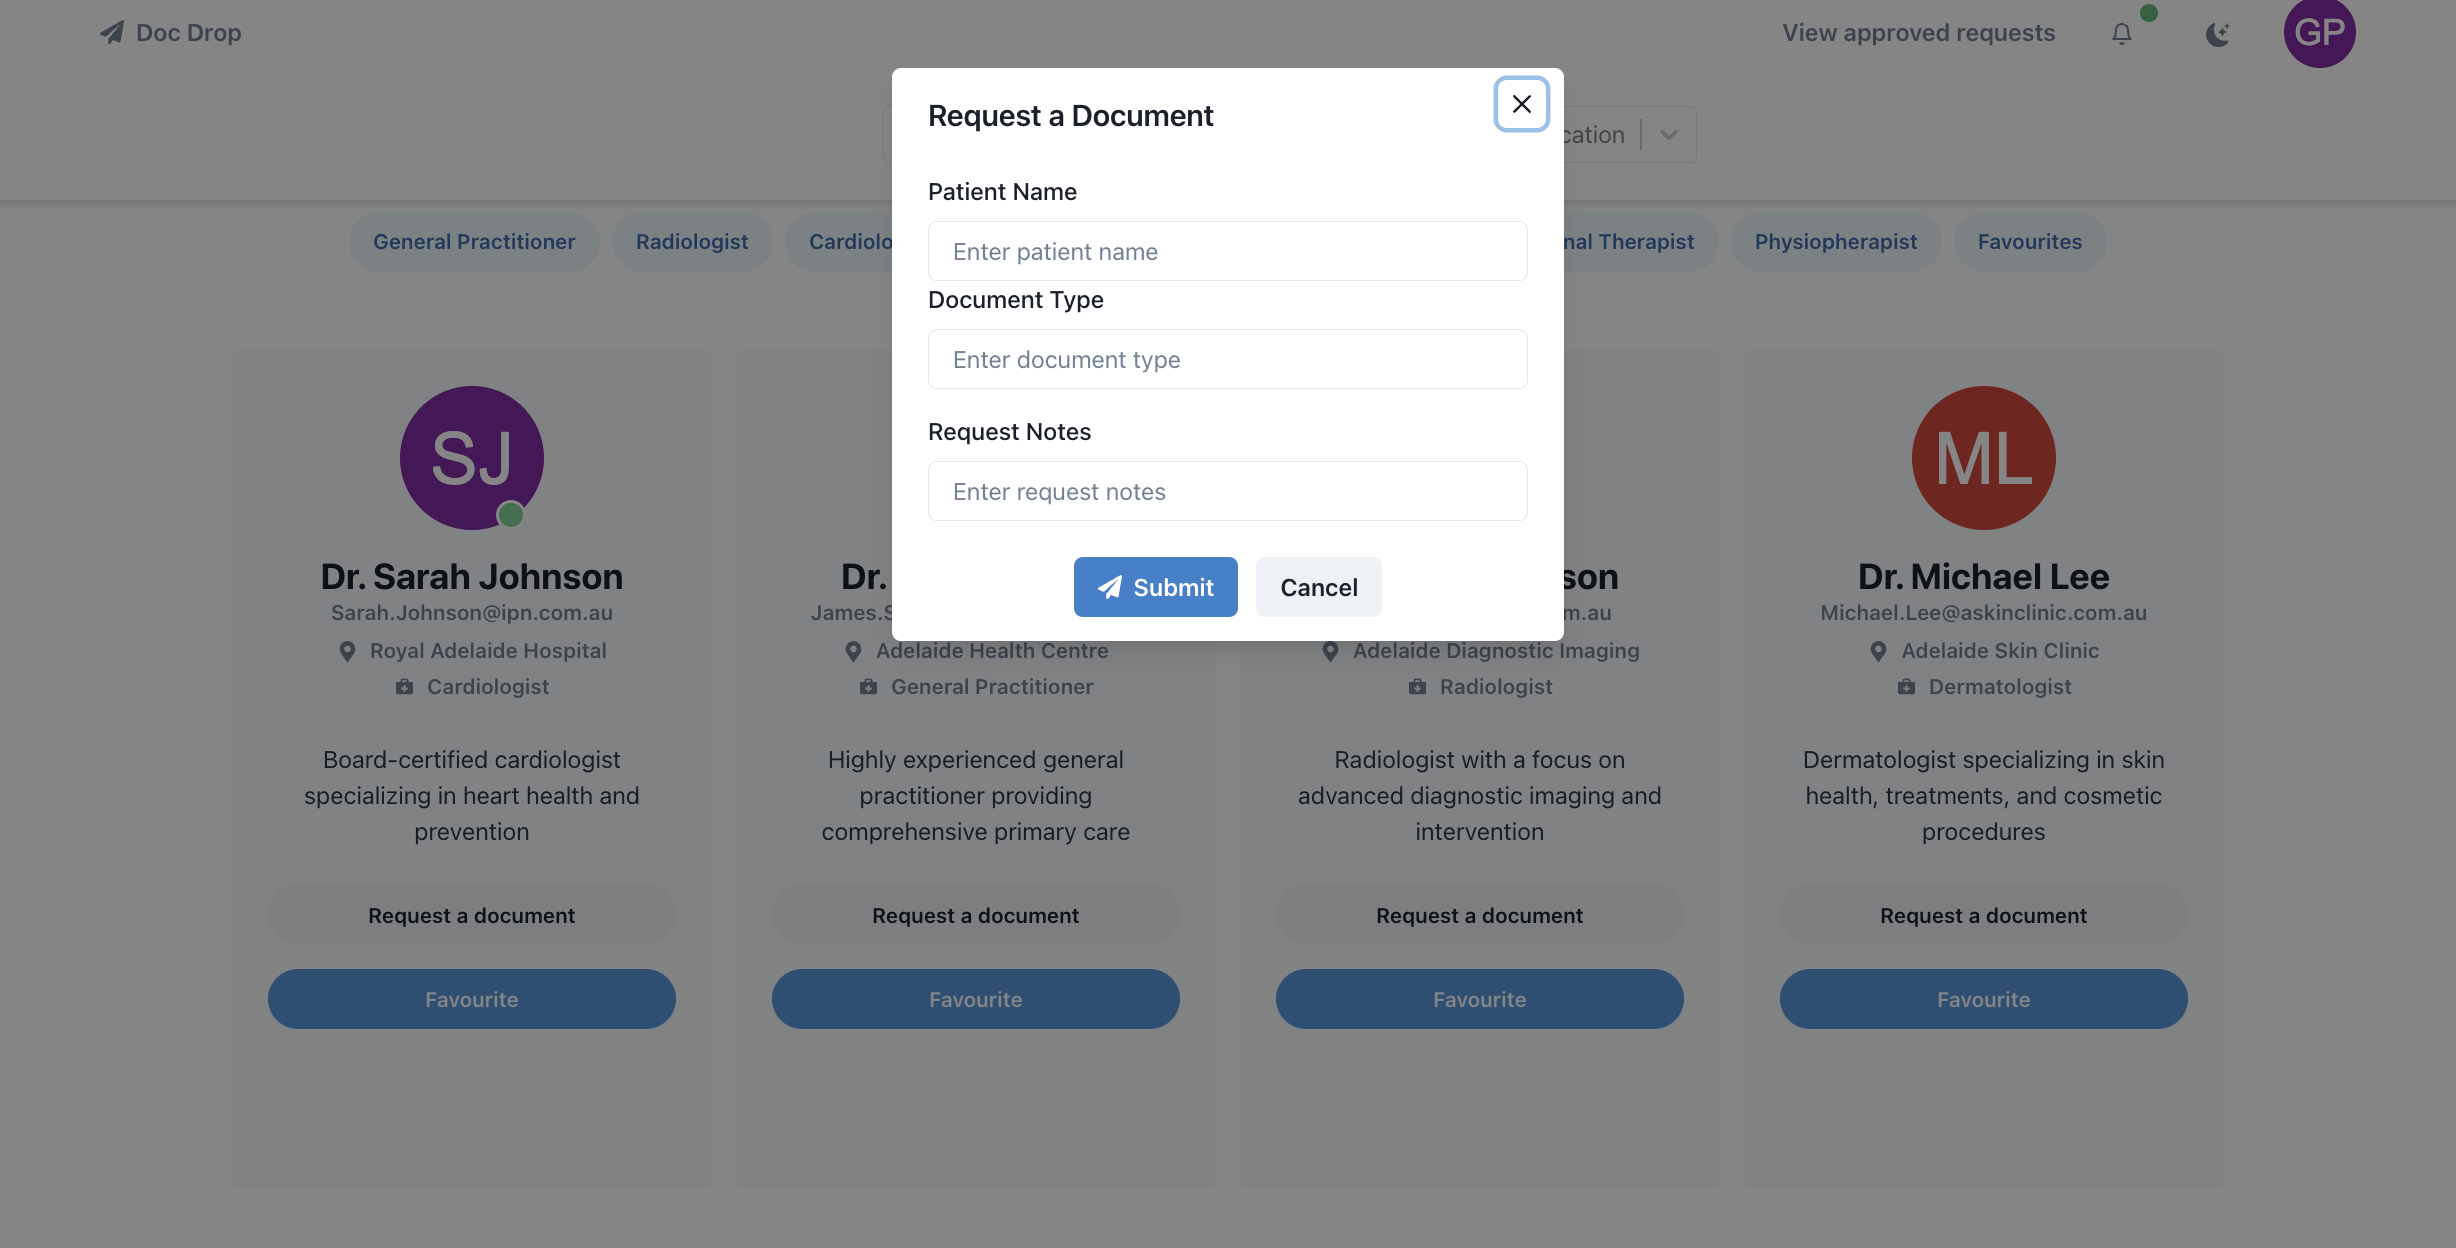 Doc Drop
View approved requests
GP
Request a Document
Patient Name
Enter patient name
Document Type
Enter document type
Request Notes
Enter request notes
Submit
Cancel
General Practitioner
Radiologist
Therapist
Physiopherapist
Favourites
SJ
Dr. Sarah Johnson
Sarah.Johnson@ipn.com.au
Royal Adelaide Hospital
Cardiologist
Board-certified cardiologist
specializing in heart health and
prevention
Request a document
Favourite
Dr.
Adelaide Health Centre
General Practitioner
Highly experienced general
practitioner providing
comprehensive primary care
Request a document
Favourite
Adelaide Diagnostic Imaging
Radiologist
Radiologist with a focus on
advanced diagnostic imaging and
intervention
Request a document
Favourite
ML
Dr. Michael Lee
Michael.Lee@askinclinic.com.au
Adelaide Skin Clinic
Dermatologist
Dermatologist specializing in skin
health, treatments, and cosmetic
procedures
Request a document
Favourite